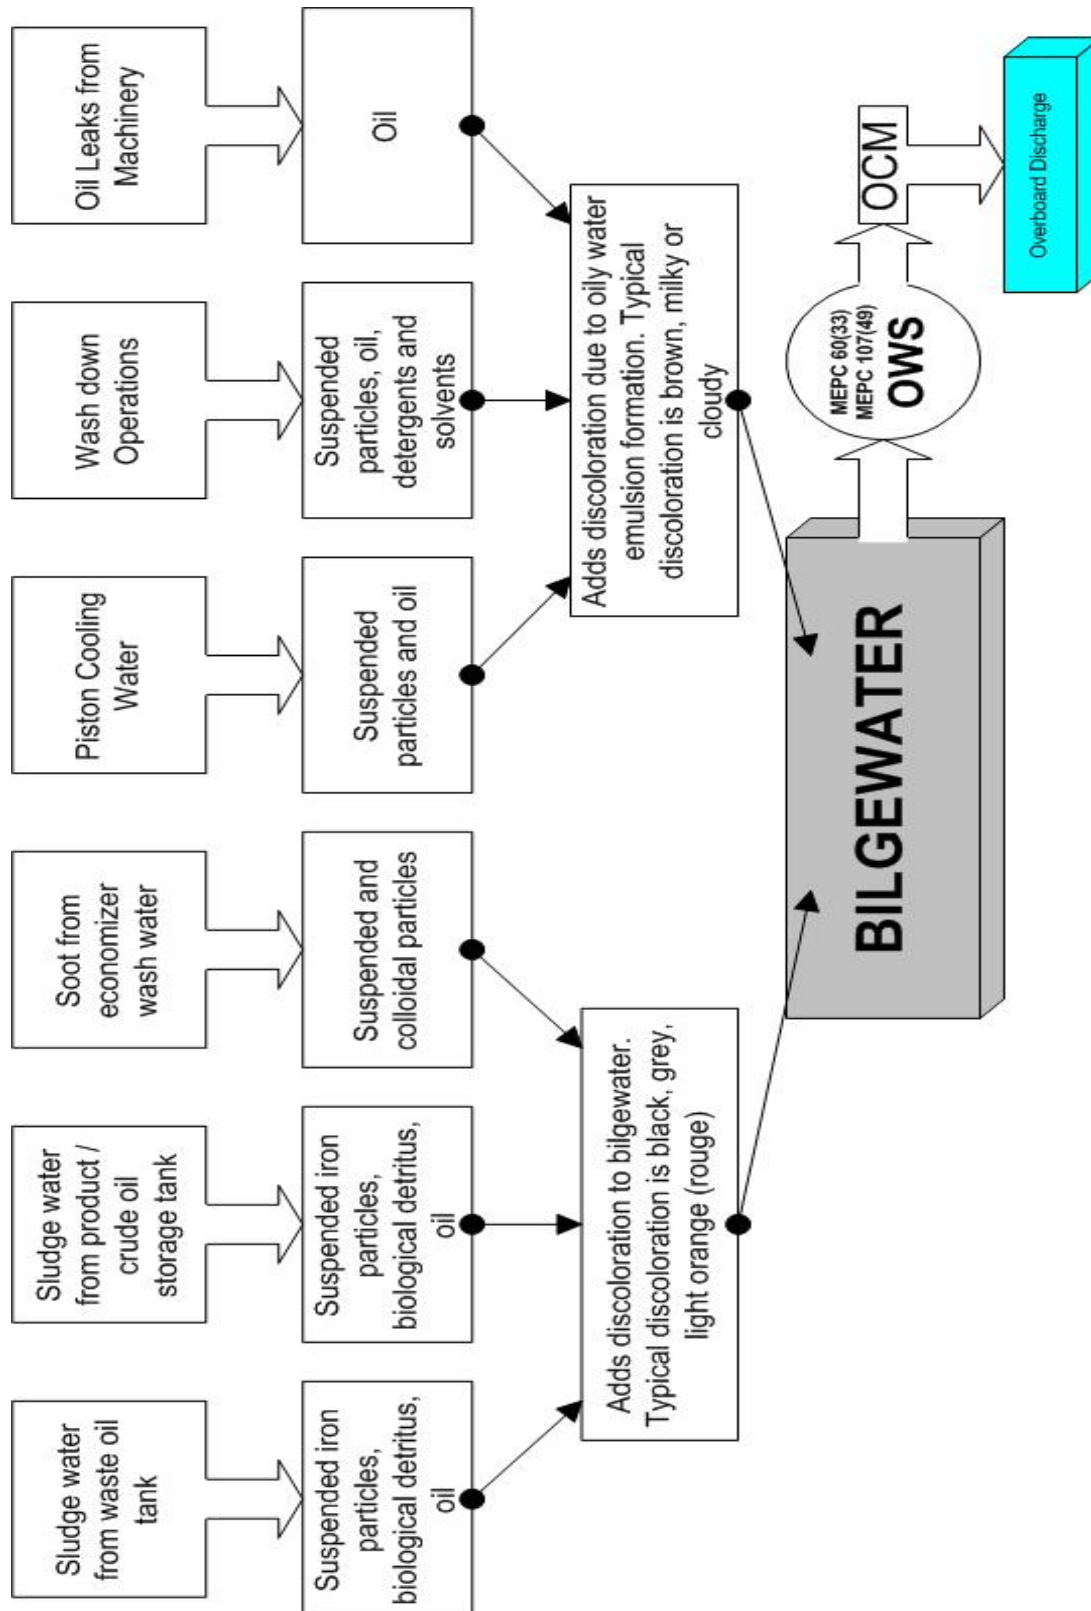 Sludge water
from waste oil
tank
Sludge water
from product /
crude oil
storage tank
Soot from
economizer
wash water
Piston Cooling
Water
Wash down
Operations
Oil Leaks from
Machinery
Suspended iron
particles,
biological detritus,
oil
Suspended iron
particles,
biological detritus,
oil
Suspended and
colloidal particles
Suspended
particles and oil
Suspended
particles, oil,
detergents and
solvents
Oil
Adds discoloration to bilgewater.
Typical discoloration is black, grey,
light orange (rouge)
Adds discoloration due to oily water
emulsion formation. Typical
discoloration is brown, milky or
cloudy
BILGEWATER
MEPC 60(33)
MEPC 107(49)
OWS
OCM
Overboard Discharge